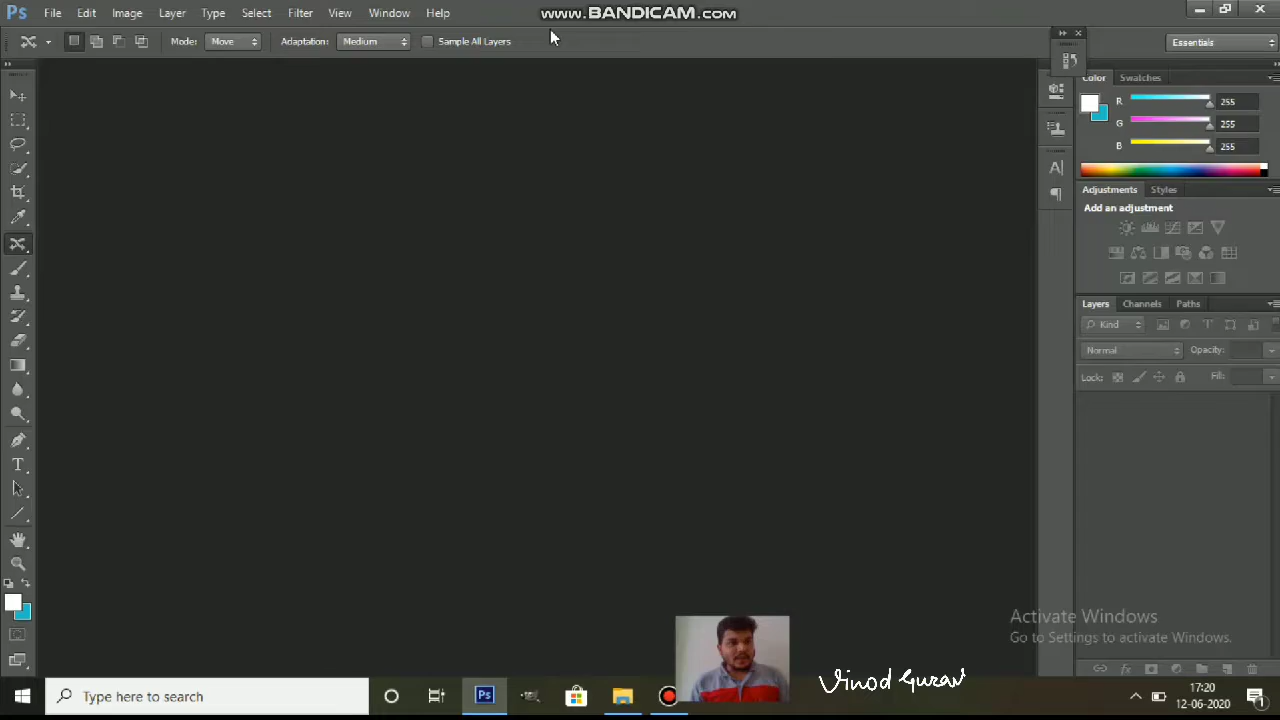 Ps File Edit Image Layer Type Select Filter View Window Help
www.BANDICAM.com
Mode: Move Adaptation: Medium Sample All Layers
Essentials
Color Swatches
R 255
G 255
B 255
Adjustments Styles
Add an adjustment
Layers Channels Paths
Kind
Normal Opacity:
Lock: Fill:
Activate Windows
Go to Settings to activate Windows.
Vinod Gurav
Type here to search
Ps
17:20
12-06-2020
1